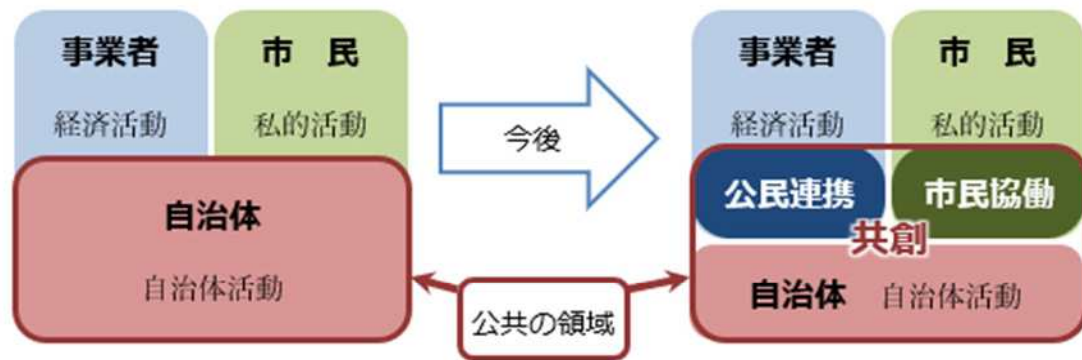 事業者
市　民
経済活動
私的活動
自治体
自治体活動
今後
公共の領域
事業者
市　民
経済活動
私的活動
公民連携
市民協働
共創
自治体　自治体活動